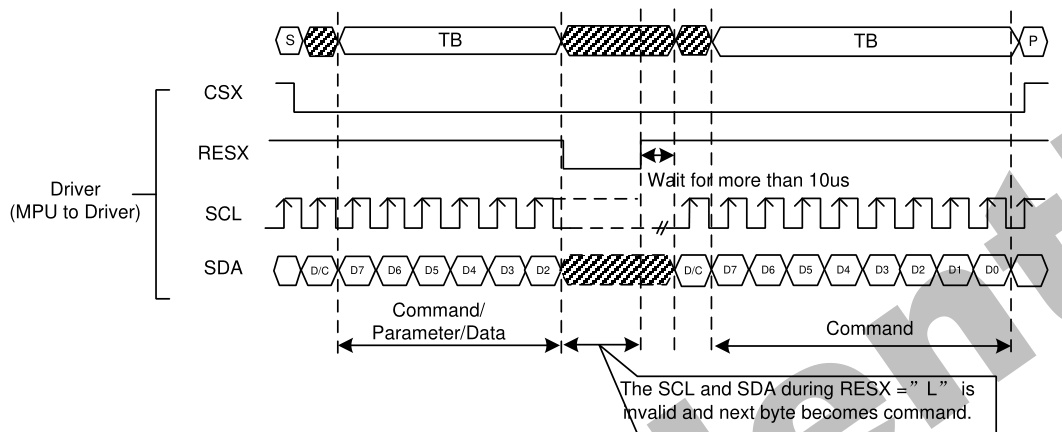 S TB TB P
CSX
RESX
Wait for more than 10us
Driver
(MPU to Driver)
SCL
SDA D/C D7 D6 D5 D4 D3 D2 D/C D7 D6 D5 D4 D3 D2 D1 D0
Command/
Parameter/Data
Command
The SCL and SDA during RESX =” L” is
invalid and next byte becomes command.